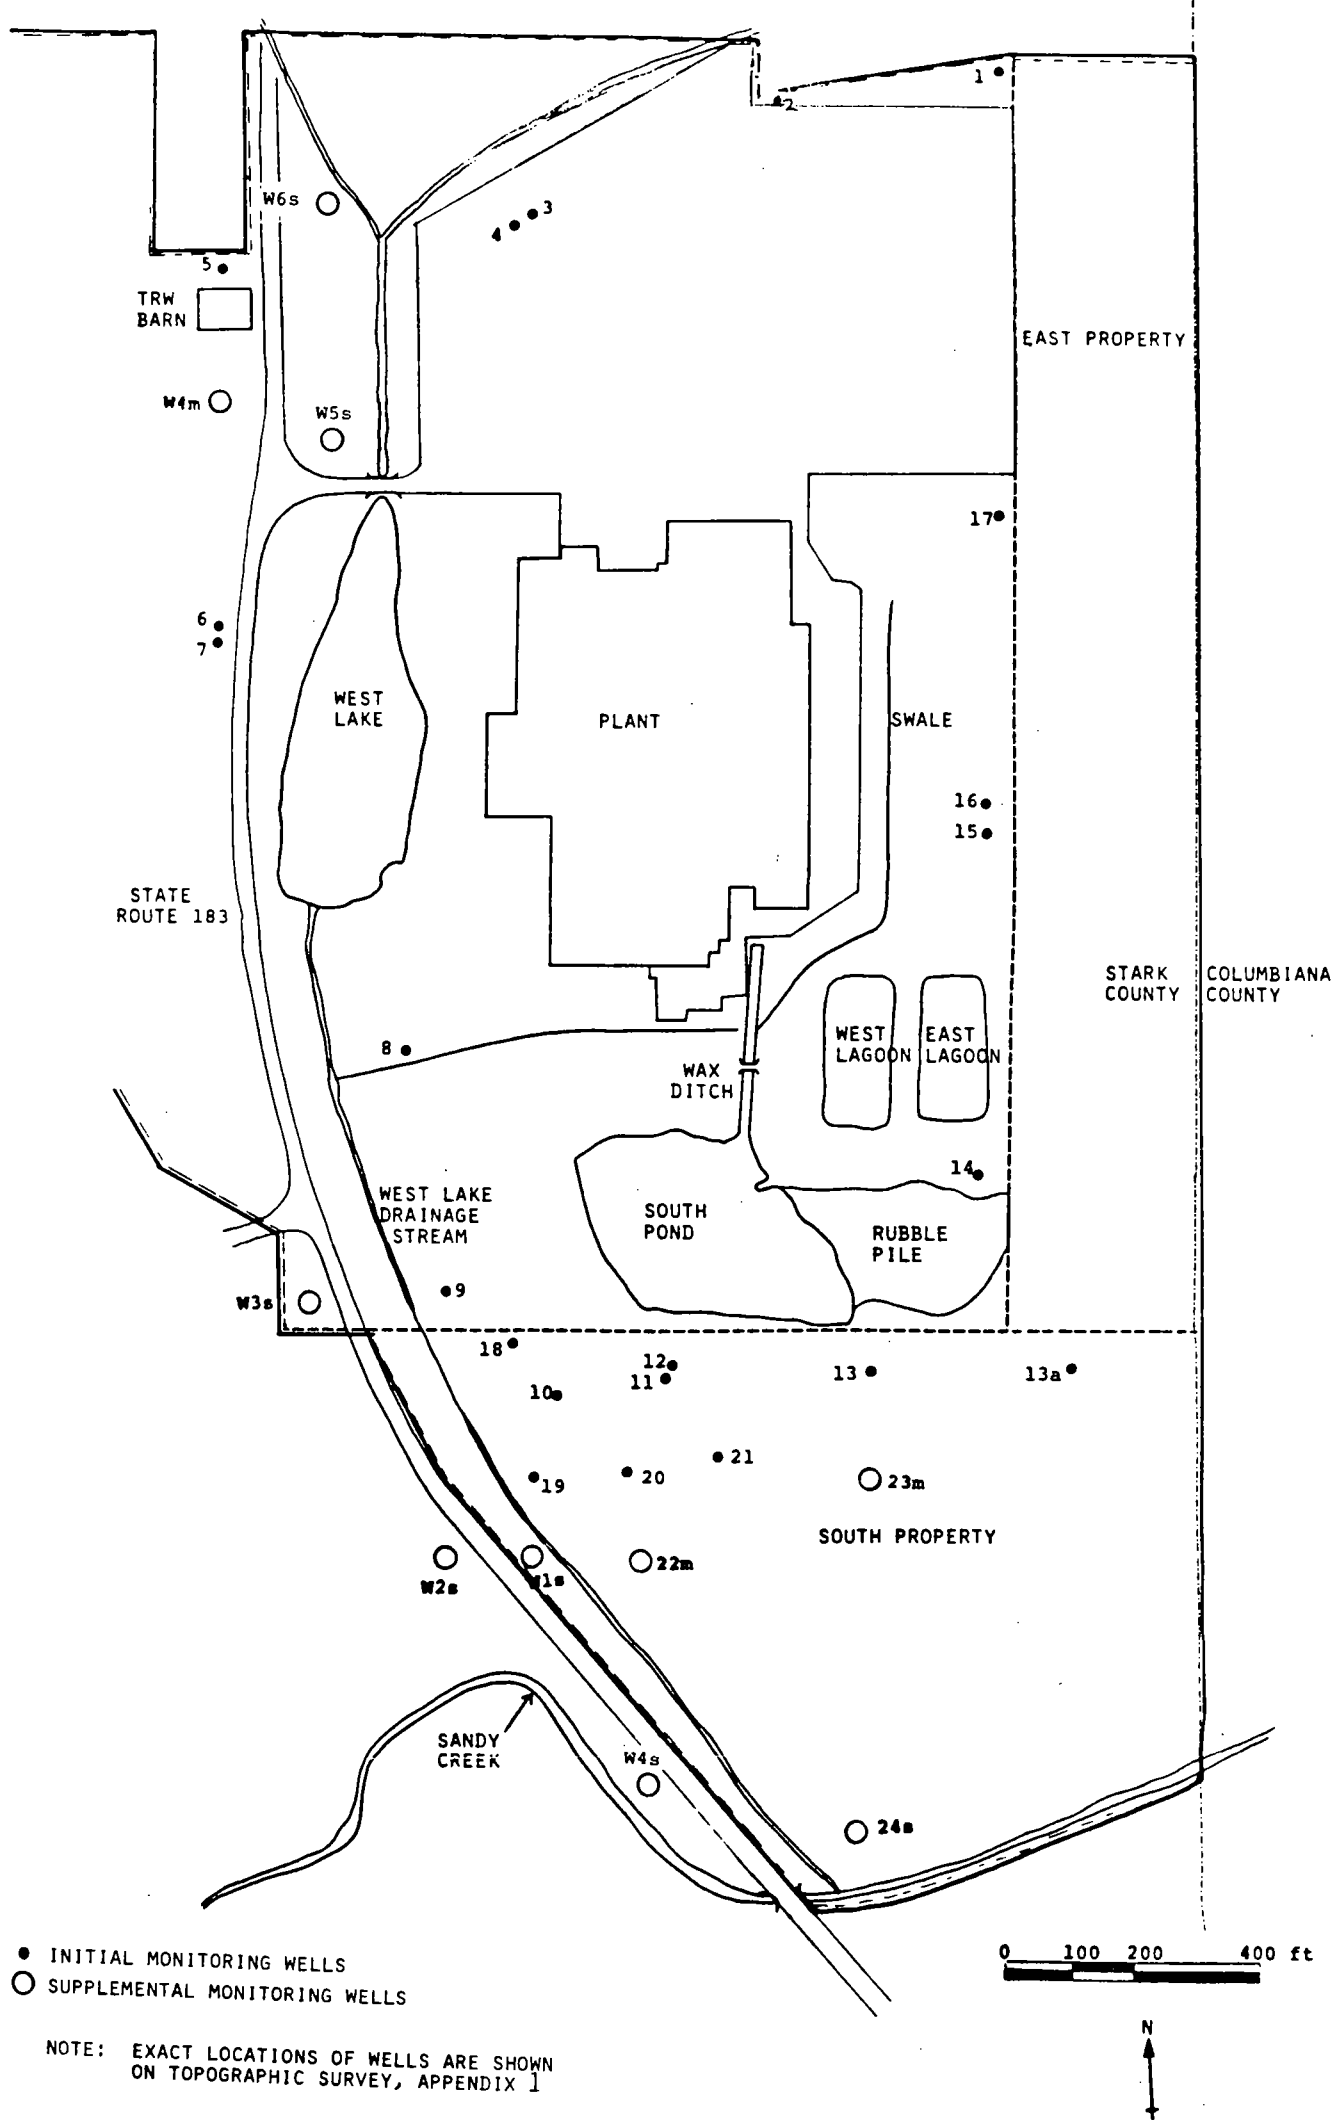 1
2
W6s
3
4
5
TRW
BARN
EAST PROPERTY
W4m
W5s
17
6
7
WEST
LAKE
PLANT
SWALE
16
15
STATE
ROUTE 183
STARK
COUNTY
COLUMBIANA
COUNTY
8
WEST
LAGOON
EAST
LAGOON
WAX
DITCH
14
WEST LAKE
DRAINAGE
STREAM
SOUTH
POND
RUBBLE
PILE
9
W3s
18
12
11
10
13
13a
19
20
21
23m
SOUTH PROPERTY
W2s
W1s
22m
SANDY
CREEK
W4s
24s
● INITIAL MONITORING WELLS
○ SUPPLEMENTAL MONITORING WELLS
0 100 200 400 ft
N
NOTE: EXACT LOCATIONS OF WELLS ARE SHOWN
ON TOPOGRAPHIC SURVEY, APPENDIX 1